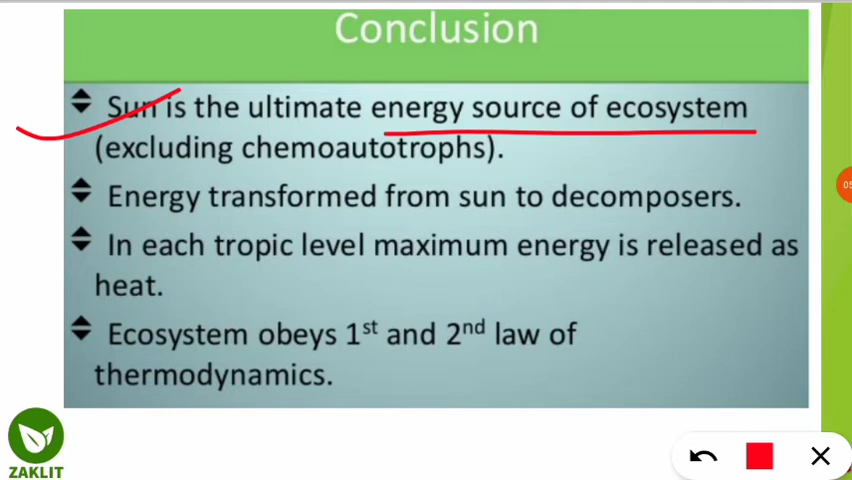 Conclusion
Sun is the ultimate energy source of ecosystem
(excluding chemoautotrophs).
Energy transformed from sun to decomposers.
In each tropic level maximum energy is released as
heat.
Ecosystem obeys 1st and 2nd law of
thermodynamics.
ZAKLIT